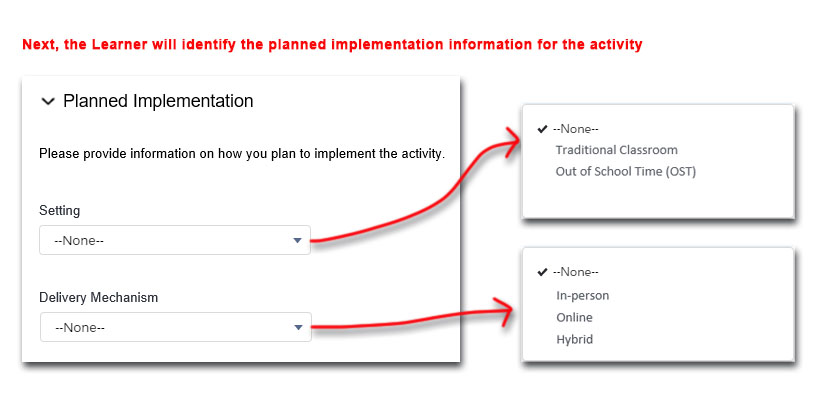 Next, the Learner will identify the planned implementation information for the activity
Planned Implementation
Please provide information on how you plan to implement the activity.
Setting
--None--
Delivery Mechanism
--None--
--None--
Traditional Classroom
Out of School Time (OST)
--None--
In-person
Online
Hybrid